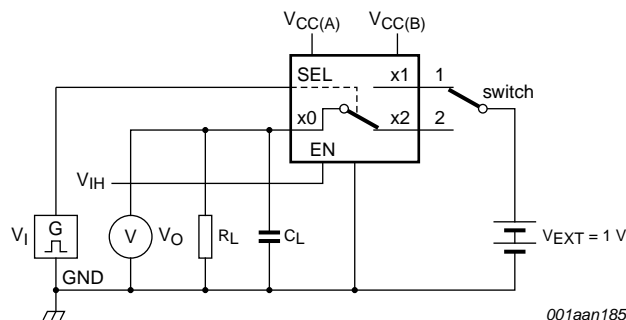 VCC(A) VCC(B)
SEL x1 1
switch
x0 x2 2
EN
VIH
VI G V VO RL CL VEXT = 1 V
GND
001aan185